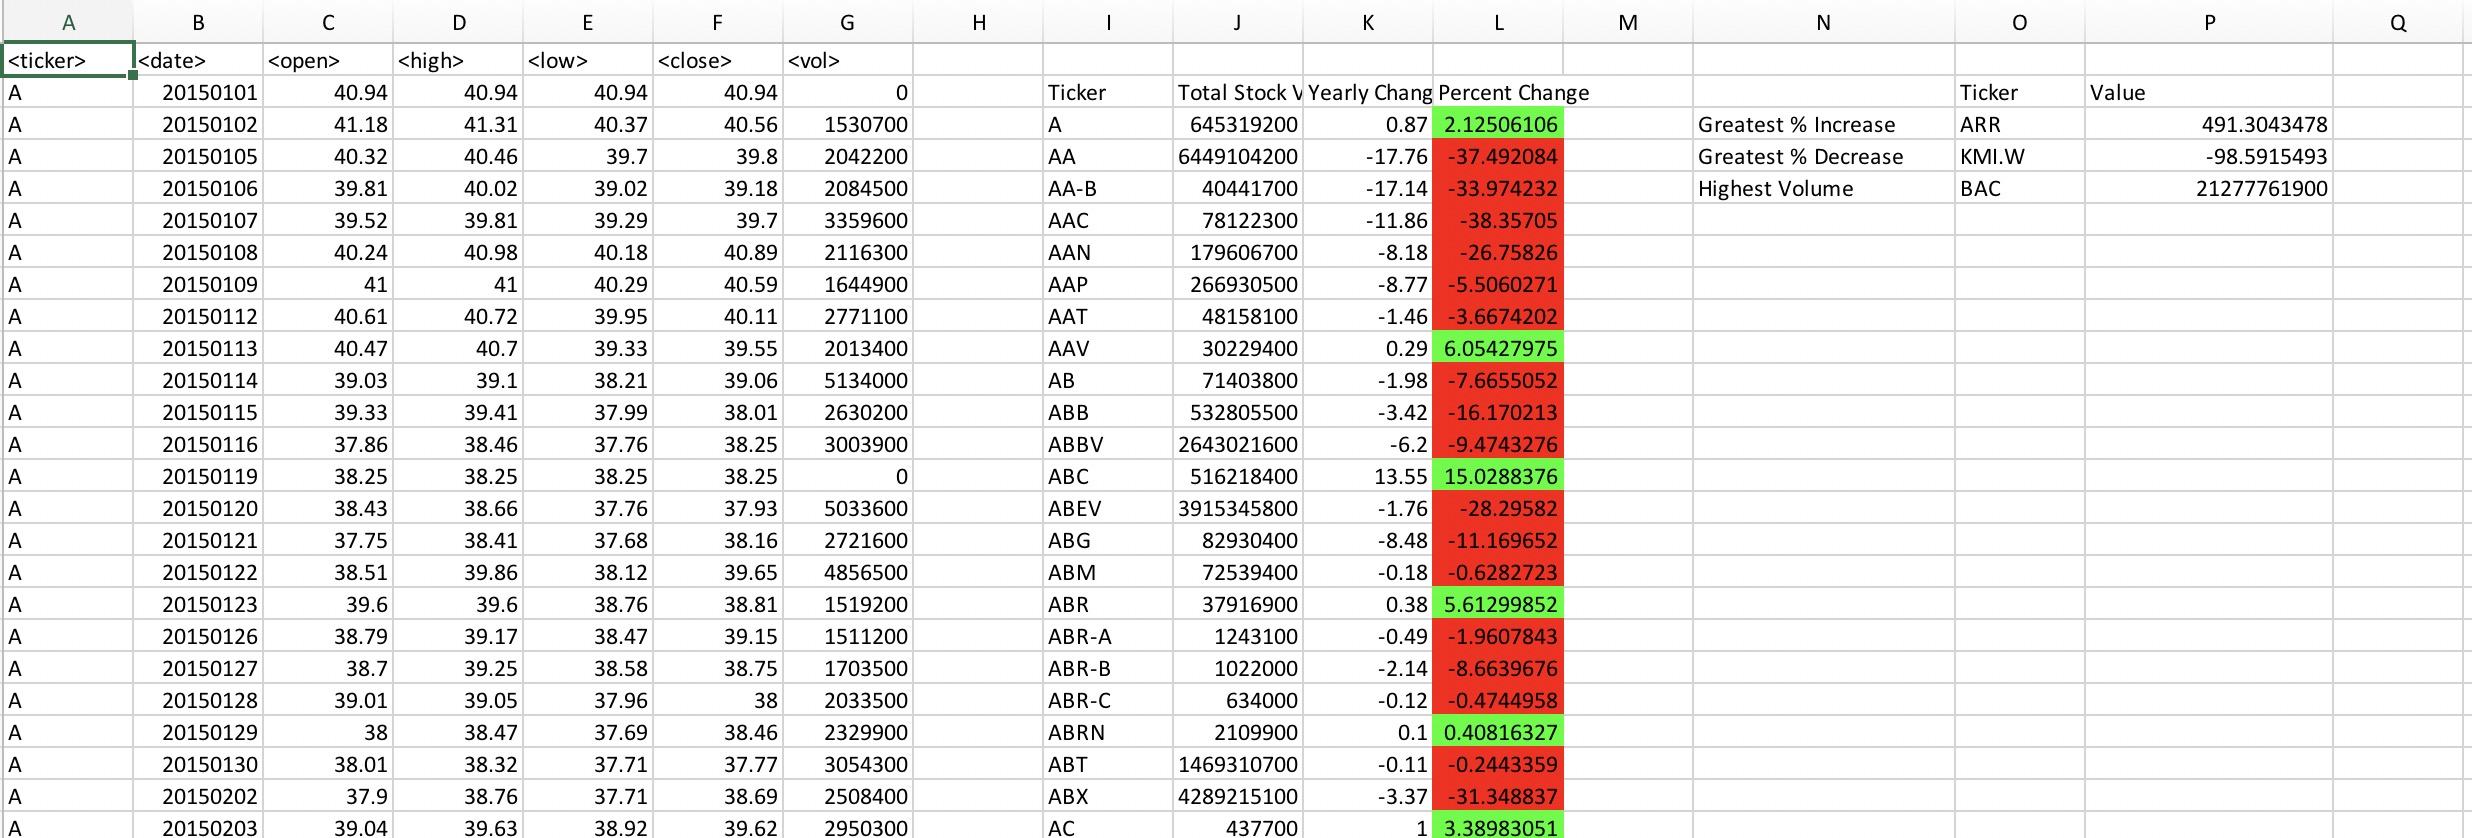 A B C D E F G H I J K L M N O P Q
<ticker> <date> <open> <high> <low> <close> <vol>
A 20150101 40.94 40.94 40.94 40.94 0 Ticker Total Stock V Yearly Chang Percent Change Ticker Value
A 20150102 41.18 41.31 40.37 40.56 1530700 A 645319200 0.87 2.12506106 Greatest % Increase ARR 491.3043478
A 20150105 40.32 40.46 39.7 39.8 2042200 AA 6449104200 -17.76 -37.492084 Greatest % Decrease KMI.W -98.5915493
A 20150106 39.81 40.02 39.02 39.18 2084500 AA-B 40441700 -17.14 -33.974232 Highest Volume BAC 21277761900
A 20150107 39.52 39.81 39.29 39.7 3359600 AAC 78122300 -11.86 -38.35705
A 20150108 40.24 40.98 40.18 40.89 2116300 AAN 179606700 -8.18 -26.75826
A 20150109 41 41 40.29 40.59 1644900 AAP 266930500 -8.77 -5.5060271
A 20150112 40.61 40.72 39.95 40.11 2771100 AAT 48158100 -1.46 -3.6674202
A 20150113 40.47 40.7 39.33 39.55 2013400 AAV 30229400 0.29 6.05427975
A 20150114 39.03 39.1 38.21 39.06 5134000 AB 71403800 -1.98 -7.6655052
A 20150115 39.33 39.41 37.99 38.01 2630200 ABB 532805500 -3.42 -16.170213
A 20150116 37.86 38.46 37.76 38.25 3003900 ABBV 2643021600 -6.2 -9.4743276
A 20150119 38.25 38.25 38.25 38.25 0 ABC 516218400 13.55 15.0288376
A 20150120 38.43 38.66 37.76 37.93 5033600 ABEV 3915345800 -1.76 -28.29582
A 20150121 37.75 38.41 37.68 38.16 2721600 ABG 82930400 -8.48 -11.169652
A 20150122 38.51 39.86 38.12 39.65 4856500 ABM 72539400 -0.18 -0.6282723
A 20150123 39.6 39.6 38.76 38.81 1519200 ABR 37916900 0.38 5.61299852
A 20150126 38.79 39.17 38.47 39.15 1511200 ABR-A 1243100 -0.49 -1.9607843
A 20150127 38.7 39.25 38.58 38.75 1703500 ABR-B 1022000 -2.14 -8.6639676
A 20150128 39.01 39.05 37.96 38 2033500 ABR-C 634000 -0.12 -0.4744958
A 20150129 38 38.47 37.69 38.46 2329900 ABRN 2109900 0.1 0.40816327
A 20150130 38.01 38.32 37.71 37.77 3054300 ABT 1469310700 -0.11 -0.2443359
A 20150202 37.9 38.76 37.71 38.69 2508400 ABX 4289215100 -3.37 -31.348837
A 20150203 39.04 39.63 38.92 39.62 2950300 AC 437700 1 3.38983051